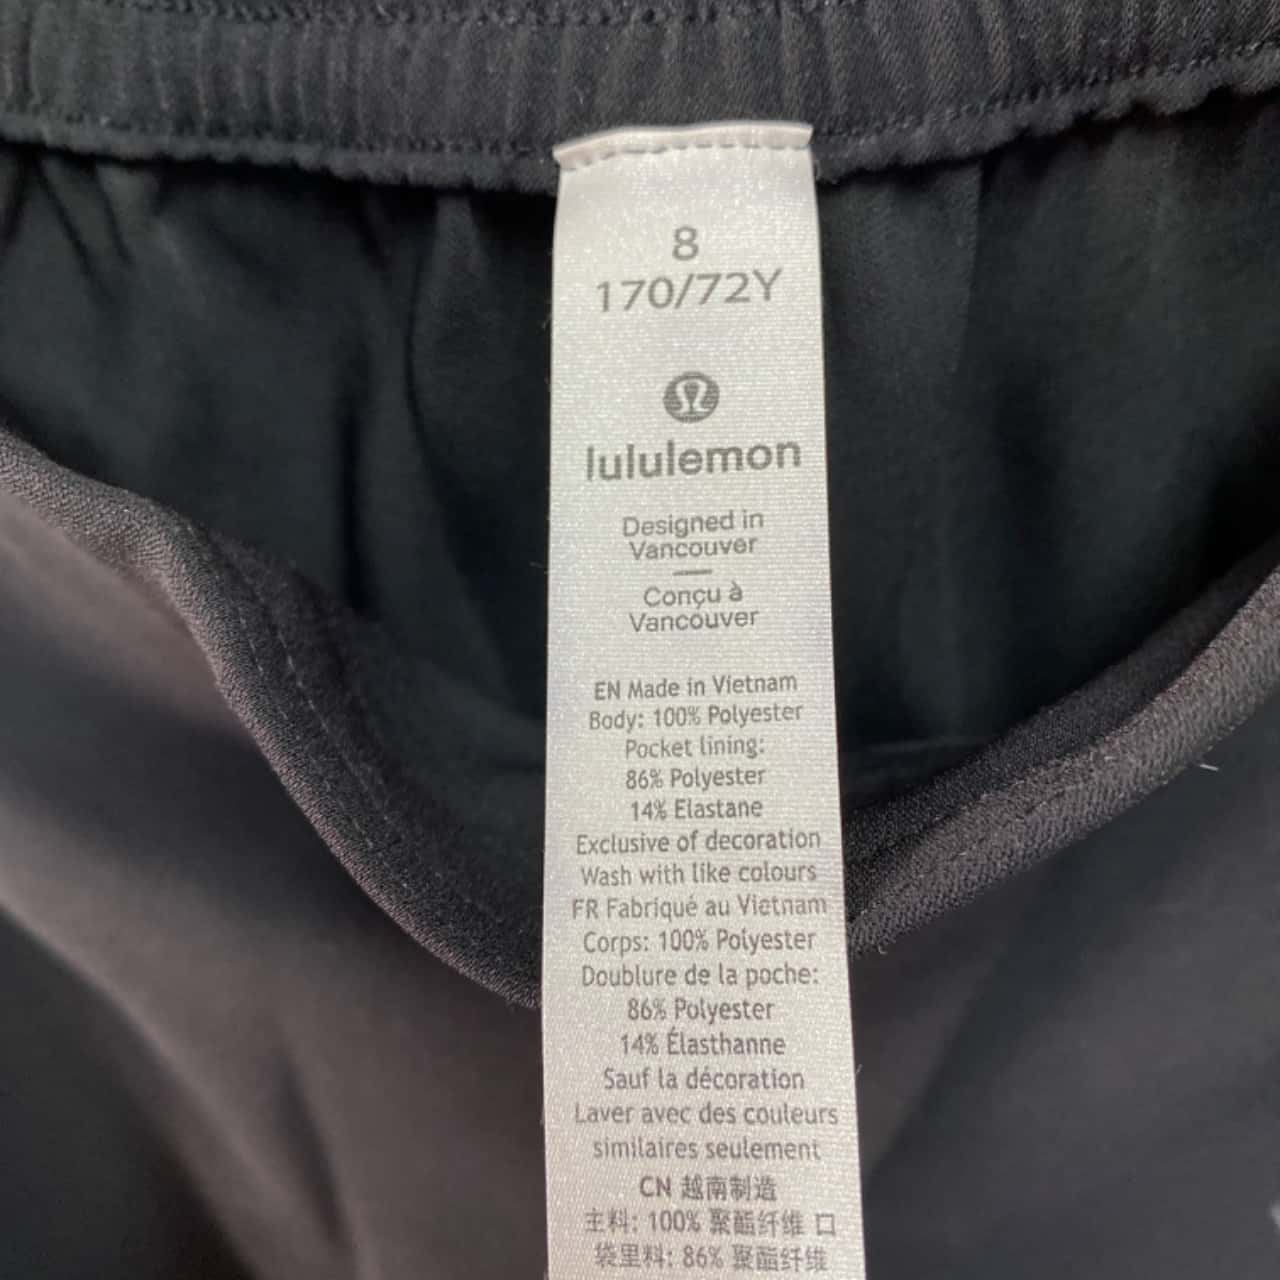 8
170/72Y
lululemon
Designed in
Vancouver
Conçu à
Vancouver
EN Made in Vietnam
Body: 100% Polyester
Pocket lining:
86% Polyester
14% Elastane
Exclusive of decoration
Wash with like colours
FR Fabriqué au Vietnam
Corps: 100% Polyester
Doublure de la poche:
86% Polyester
14% Élasthanne
Sauf la décoration
Laver avec des couleurs
similaires seulement
CN 越南制造
主料: 100% 聚酯纤维 口
袋里料: 86% 聚酯纤维